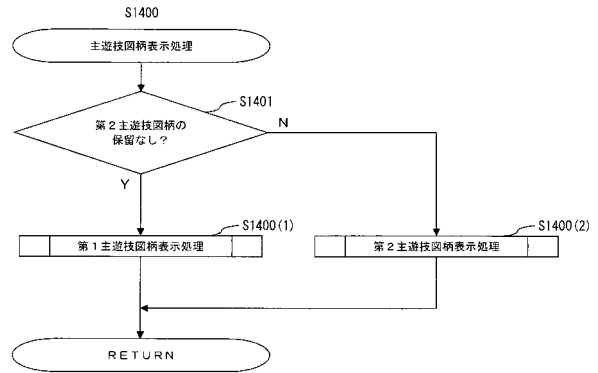 S1400
主遊技図柄表示処理
S1401
第2主遊技図柄の
保留なし?
N
Y
S1400(1)
第1主遊技図柄表示処理
S1400(2)
第2主遊技図柄表示処理
RETURN